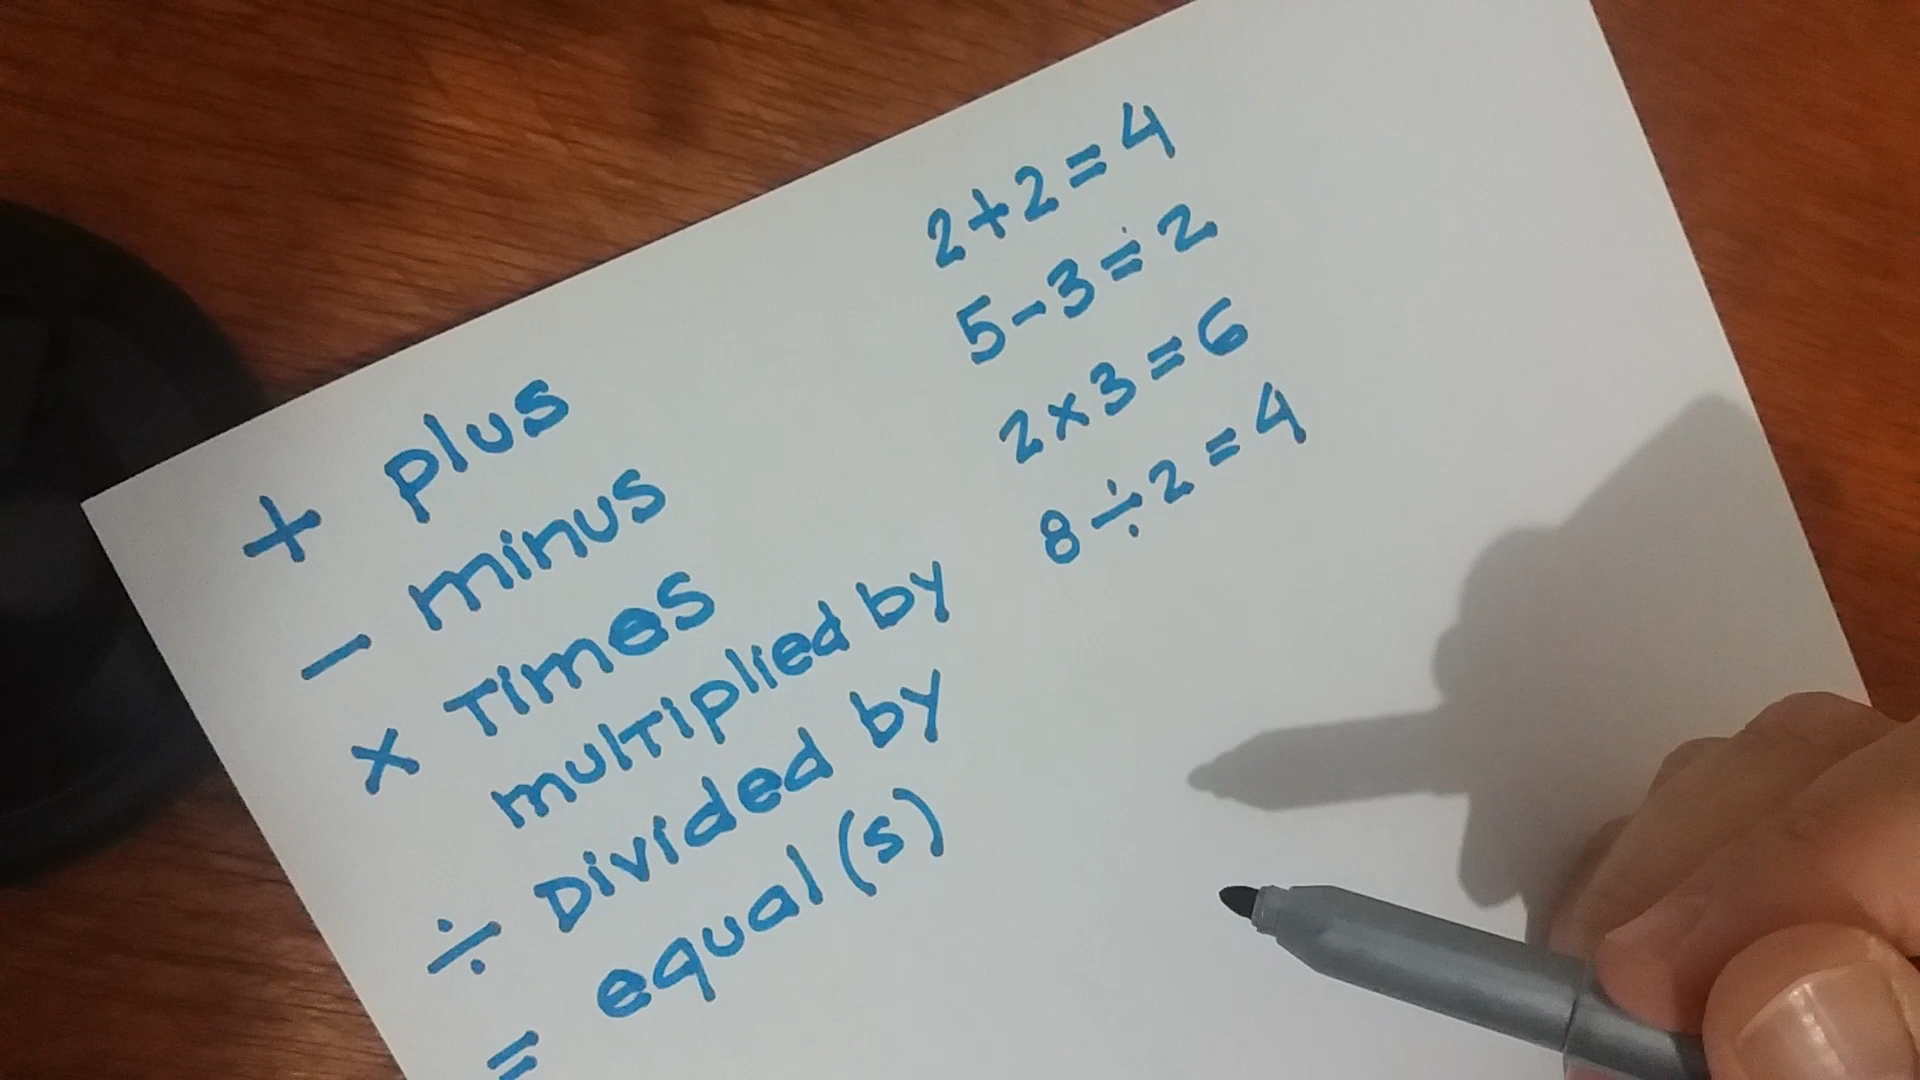 + plus
- minus
× Times
multiplied by
÷ Divided by
= equal (s)
2+2=4
5-3=2
2×3=6
8÷2=4